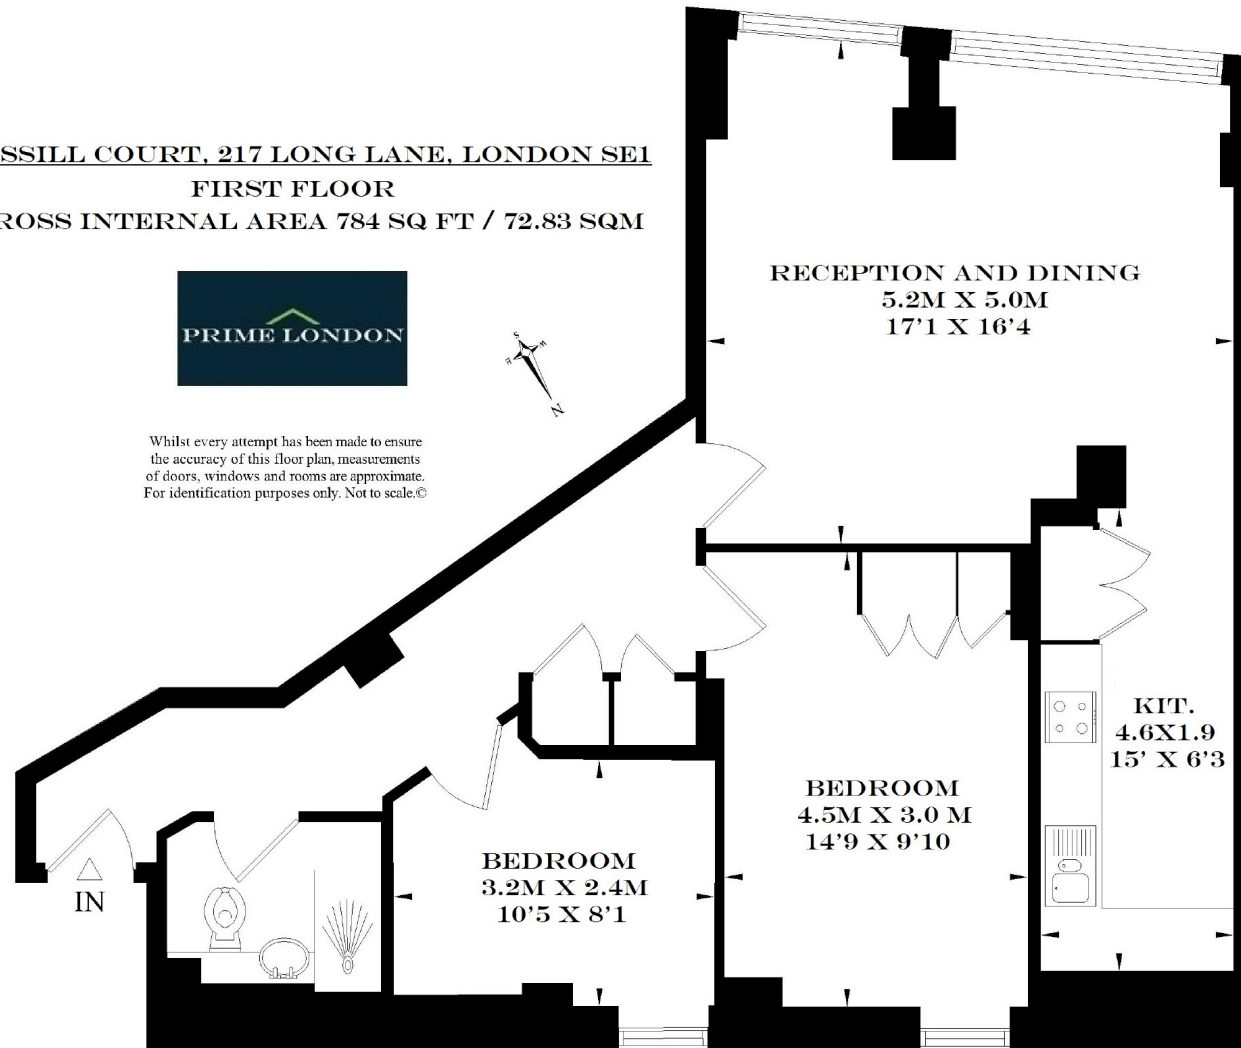 SSILL COURT, 217 LONG LANE, LONDON SE1
FIRST FLOOR
ROSS INTERNAL AREA 784 SQ FT / 72.83 SQM
PRIME LONDON
S
W
E
N
Whilst every attempt has been made to ensure
the accuracy of this floor plan, measurements
of doors, windows and rooms are approximate.
For identification purposes only. Not to scale.©
RECEPTION AND DINING
5.2M X 5.0M
17'1 X 16'4
KIT.
4.6X1.9
15' X 6'3
BEDROOM
4.5M X 3.0 M
14'9 X 9'10
BEDROOM
3.2M X 2.4M
10'5 X 8'1
IN